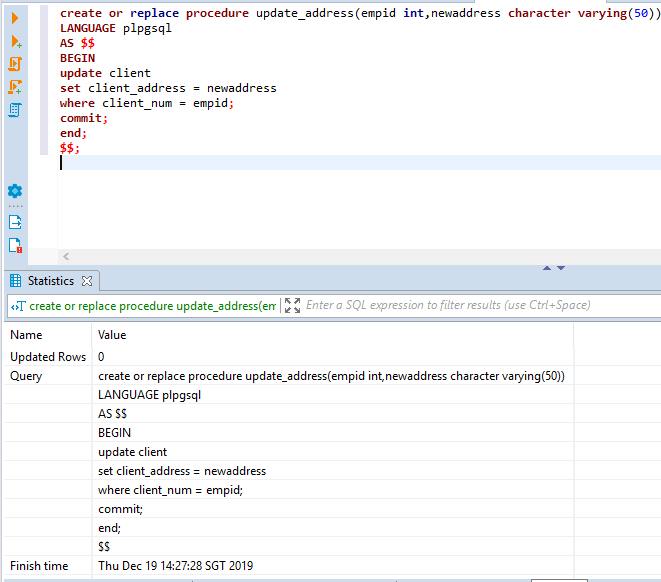 create or replace procedure update_address(empid int,newaddress character varying(50))
LANGUAGE plpgsql
AS $$
BEGIN
update client
set client_address = newaddress
where client_num = empid;
commit;
end;
$$;
Statistics
create or replace procedure update_address(em Enter a SQL expression to filter results (use Ctrl+Space)
Name Value
Updated Rows 0
Query create or replace procedure update_address(empid int,newaddress character varying(50))
LANGUAGE plpgsql
AS $$
BEGIN
update client
set client_address = newaddress
where client_num = empid;
commit;
end;
$$
Finish time Thu Dec 19 14:27:28 SGT 2019